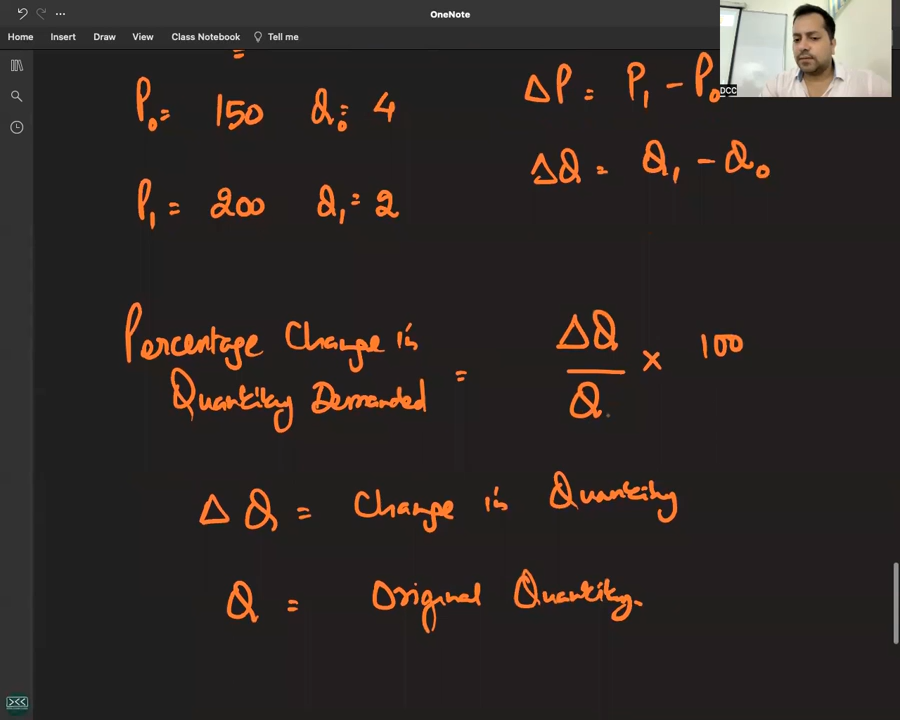 OneNote
Home Insert Draw View Class Notebook Tell me
DCC
P₀ = 150 Q₀ = 4
ΔP = P₁ - P₀
ΔQ = Q₁ - Q₀
P₁ = 200 Q₁ = 2
Percentage Change in
Quantity Demanded = ΔQ / Q × 100
ΔQ = Change in Quantity
Q = Original Quantity.